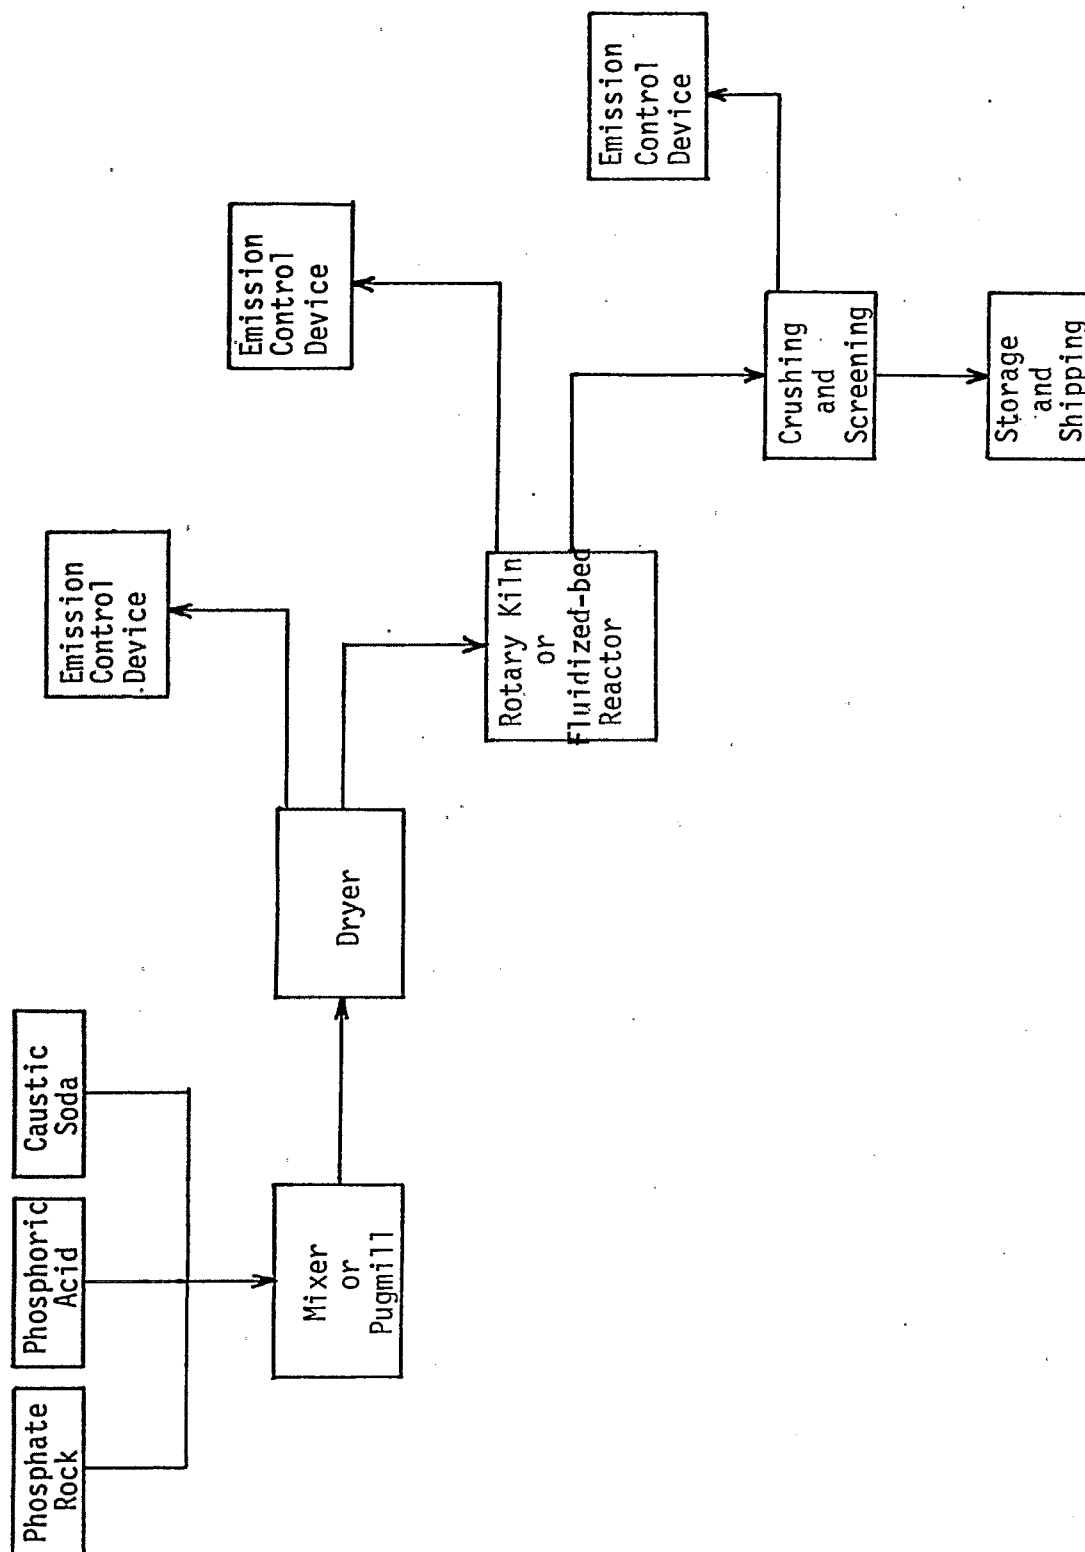 Phosphate
Rock
Phosphoric
Acid
Caustic
Soda
Mixer
or
Pugmill
Dryer
Emission
Control
Device
Rotary Kiln
or
Fluidized-bed
Reactor
Emission
Control
Device
Crushing
and
Screening
Emission
Control
Device
Storage
and
Shipping